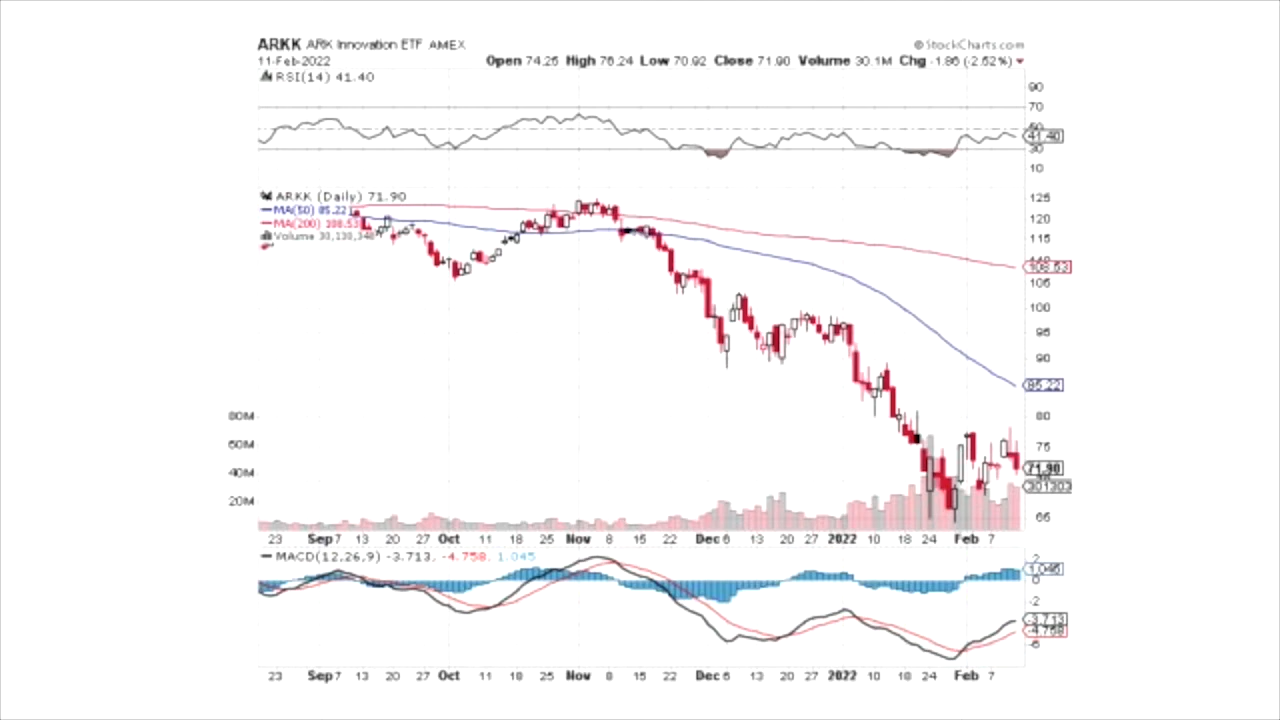 ARKK ARK Innovation ETF AMEX
© StockCharts.com
11-Feb-2022
Open 74.25 High 76.24 Low 70.92 Close 71.90 Volume 30.1M Chg -1.86 (-2.52%)
RSI(14) 41.40
90
70
50
41.40
30
10
ARKK (Daily) 71.90
MA(50) 85.22
MA(200) 108.53
Volume 30,130,348
125
120
115
110
108.53
105
100
95
90
85.22
80
75
71.90
65
80M
60M
40M
20M
23 Sep 7 13 20 27 Oct 11 18 25 Nov 8 15 22 Dec 6 13 20 27 2022 10 18 24 Feb 7
MACD(12,26,9) -3.713, -4.758, 1.045
2
1.045
0
-2
-3.713
-4.758
-6
23 Sep 7 13 20 27 Oct 11 18 25 Nov 8 15 22 Dec 6 13 20 27 2022 10 18 24 Feb 7